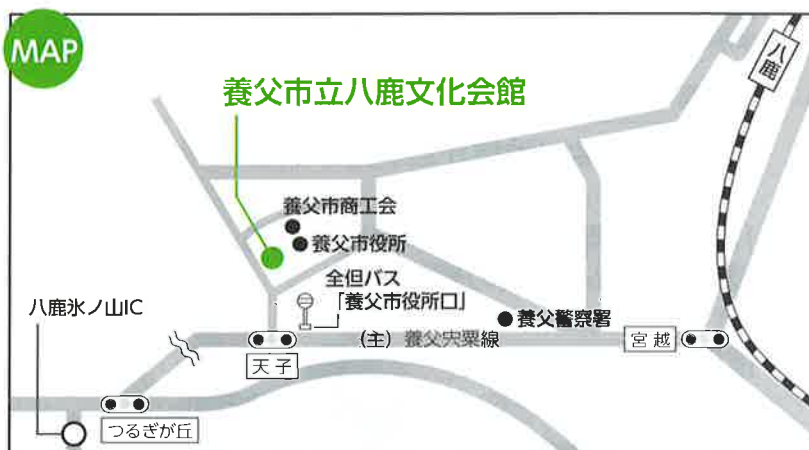 MAP
八鹿
養父市立八鹿文化会館
養父市商工会
養父市役所
全但バス
「養父市役所口」
八鹿氷ノ山IC
養父警察署
(主) 養父宍粟線
宮越
天子
つるぎが丘